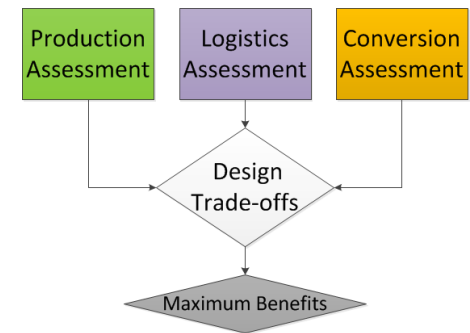 Production
Assessment
Logistics
Assessment
Conversion
Assessment
Design
Trade-offs
Maximum Benefits